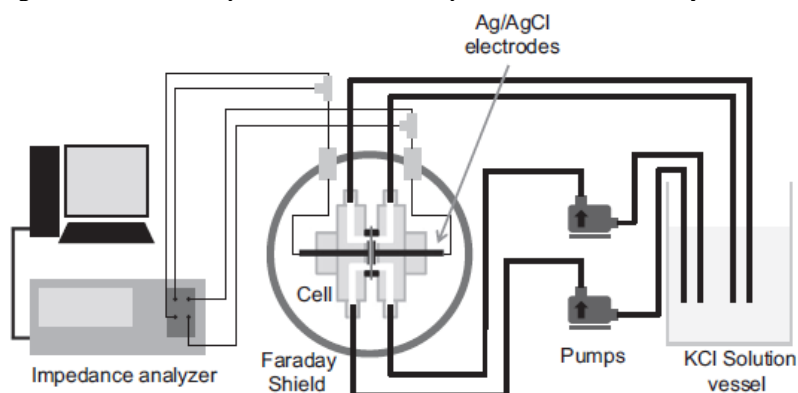 Ag/AgCl
electrodes
Cell
Faraday
Shield
Impedance analyzer
Pumps
KCl Solution
vessel